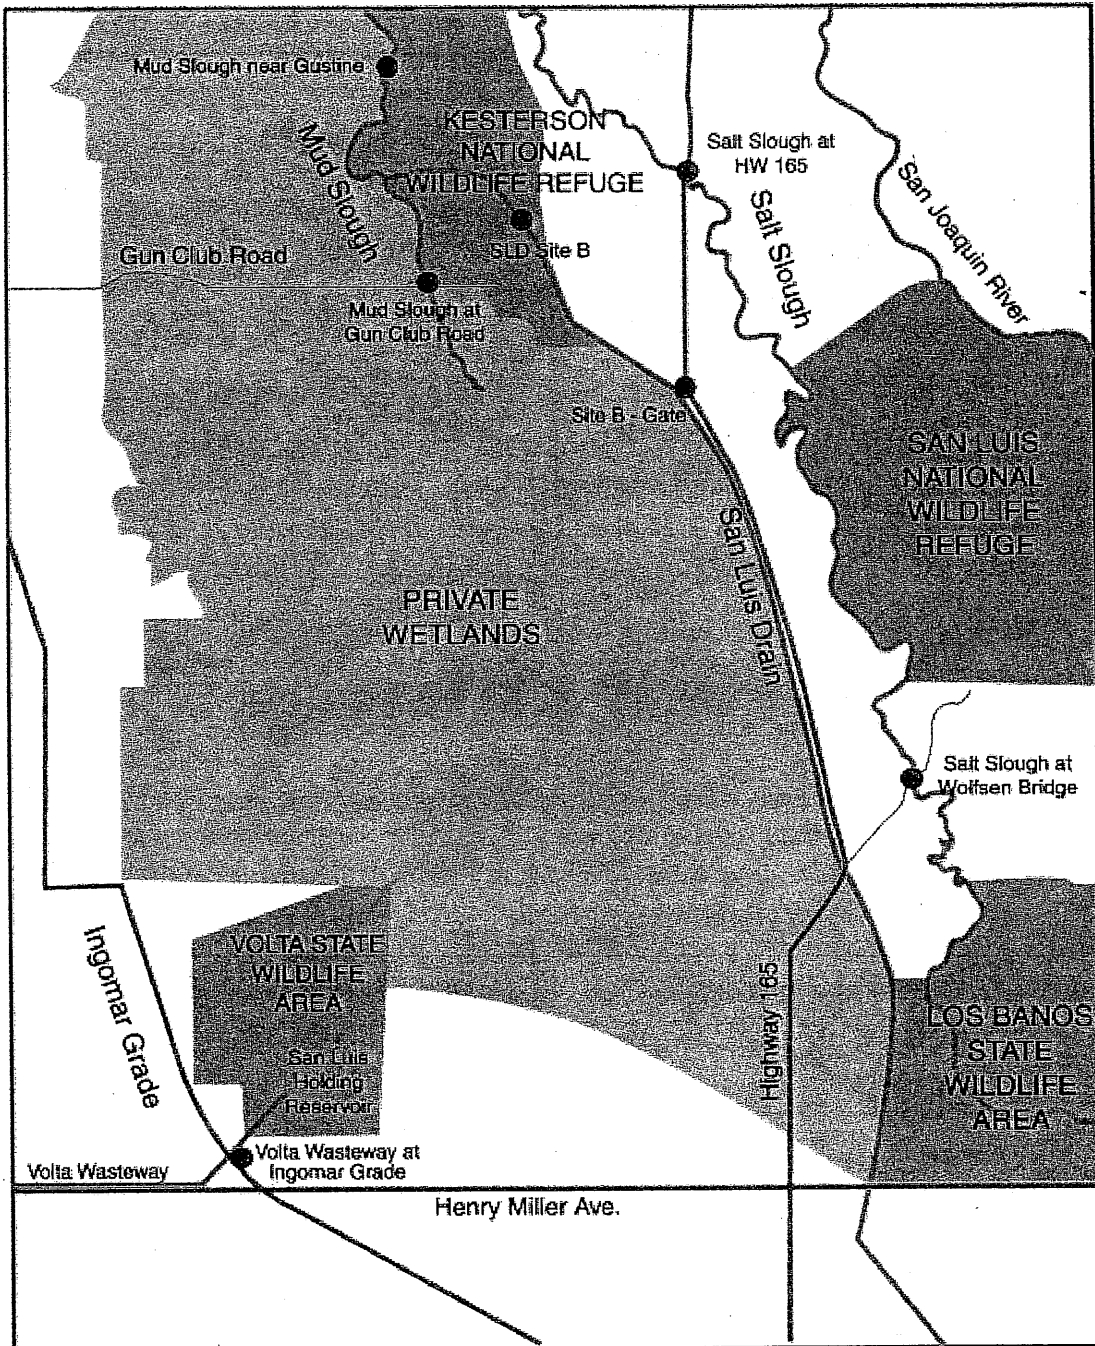 Mud Slough near Gustine
KESTERSON
NATIONAL
WILDLIFE REFUGE
Mud Slough
Salt Slough at
HW 165
San Joaquin River
Salt Slough
SLD Site B
Gun Club Road
Mud Slough at
Gun Club Road
Site B - Gate
SAN LUIS
NATIONAL
WILDLIFE
REFUGE
San Luis Drain
PRIVATE
WETLANDS
Salt Slough at
Wolfsen Bridge
Ingomar Grade
VOLTA STATE
WILDLIFE
AREA
San Luis
Holding
Reservoir
Highway 165
LOS BANOS
STATE
WILDLIFE
AREA
Volta Wasteway at
Ingomar Grade
Volta Wasteway
Henry Miller Ave.